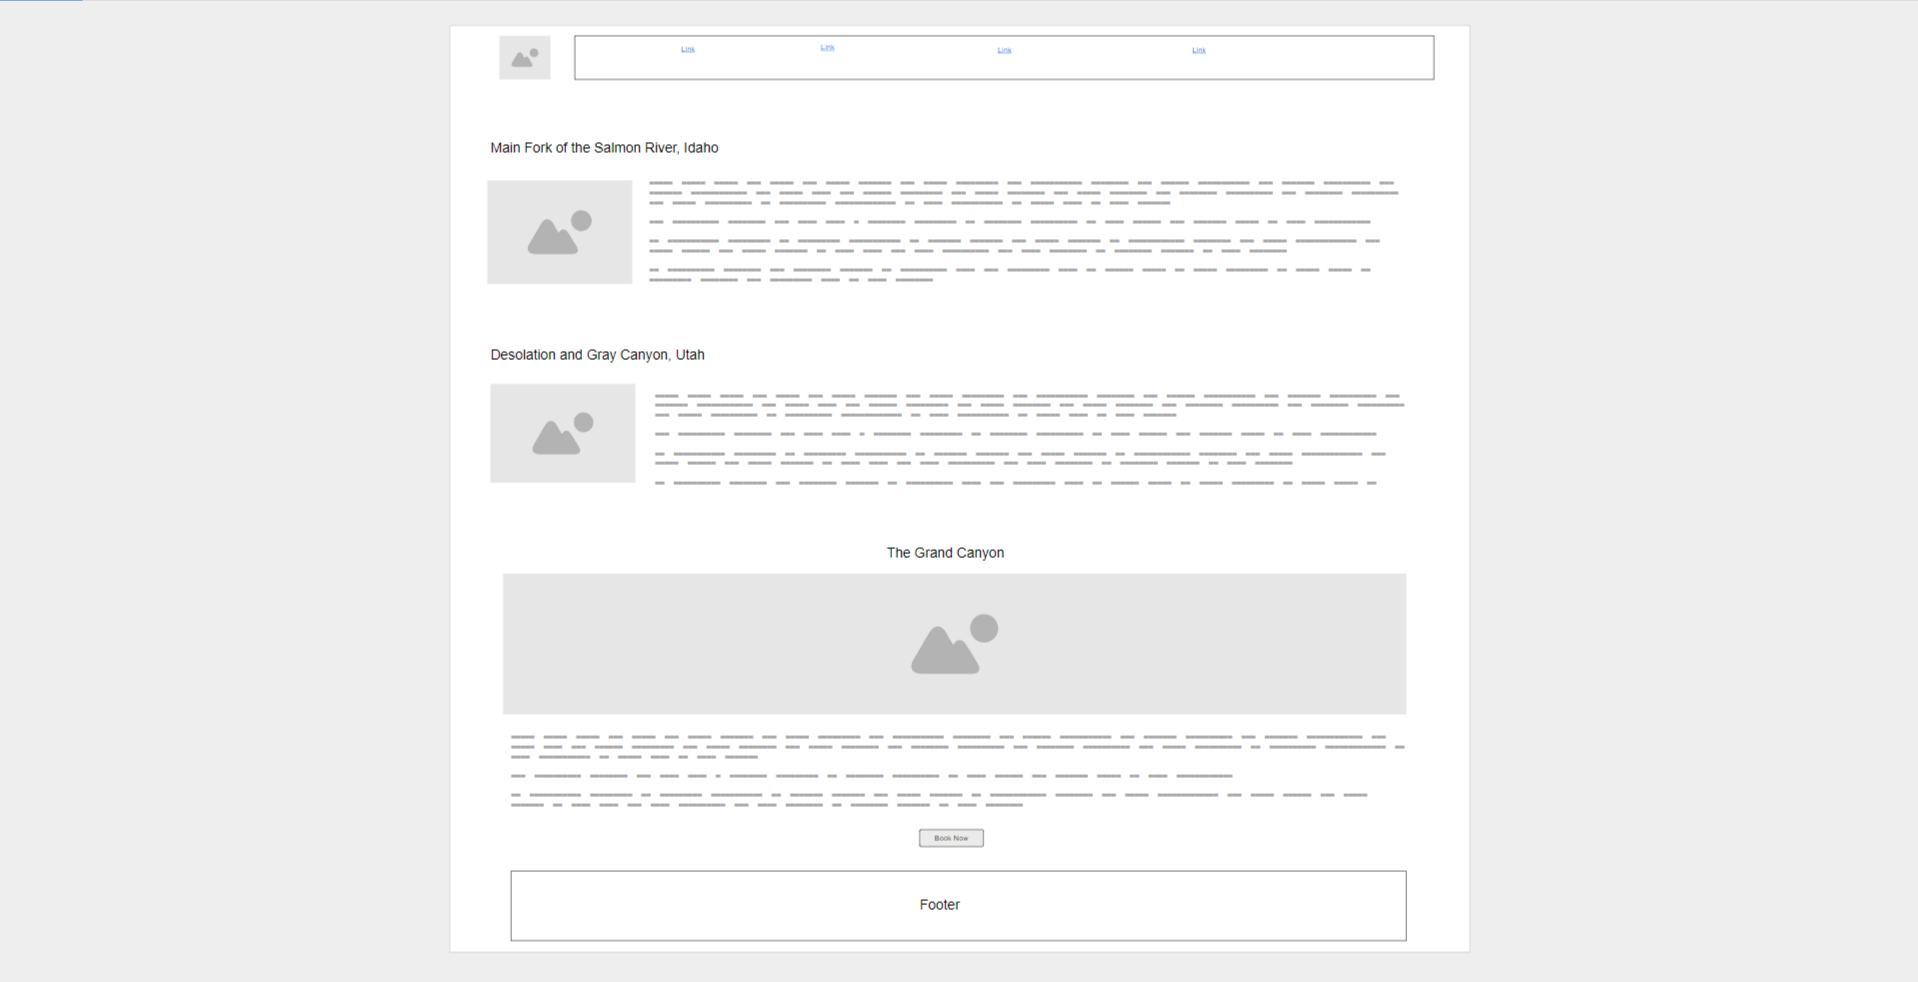 Link Link Link Link
Main Fork of the Salmon River, Idaho
Desolation and Gray Canyon, Utah
The Grand Canyon
Book Now
Footer